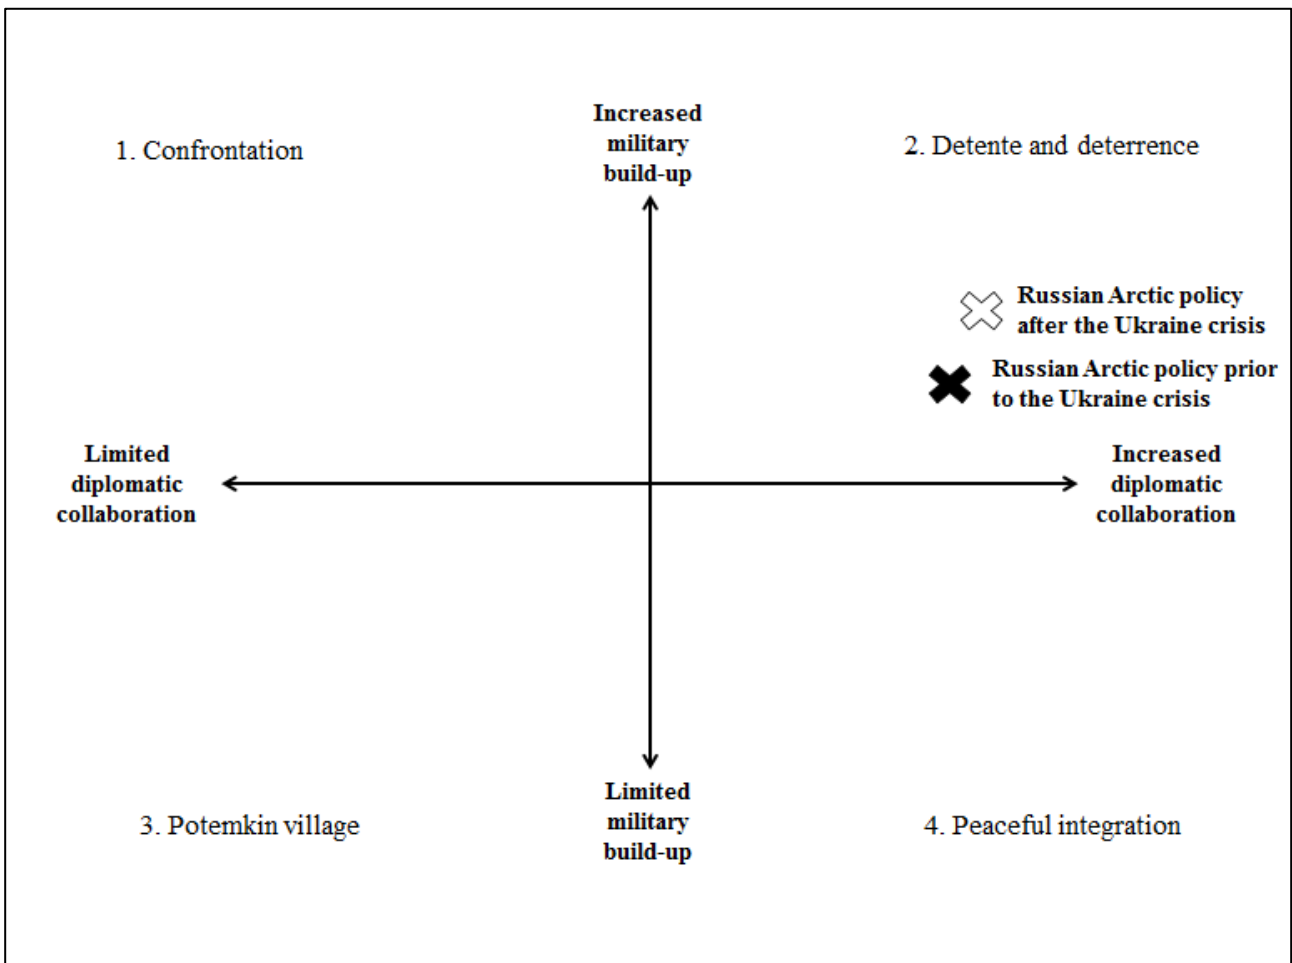 Increased
military
build-up
1. Confrontation
2. Detente and deterrence
Russian Arctic policy
after the Ukraine crisis
Russian Arctic policy prior
to the Ukraine crisis
Limited
diplomatic
collaboration
Increased
diplomatic
collaboration
Limited
military
build-up
3. Potemkin village
4. Peaceful integration